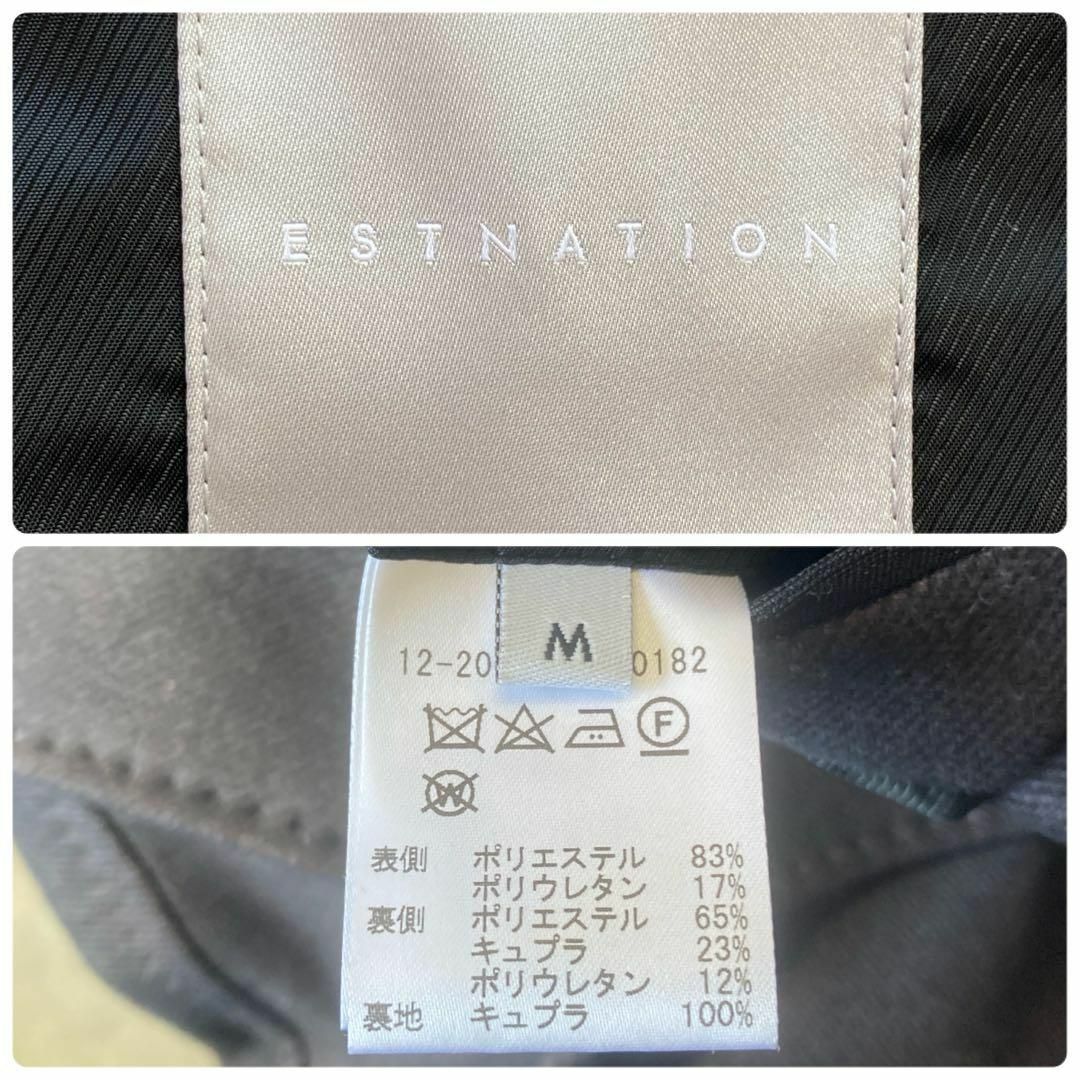 ESTNATION
M
12-20 0182
F
W
表側 ポリエステル 83%
ポリウレタン 17%
裏側 ポリエステル 65%
キュプラ 23%
ポリウレタン 12%
裏地 キュプラ 100%